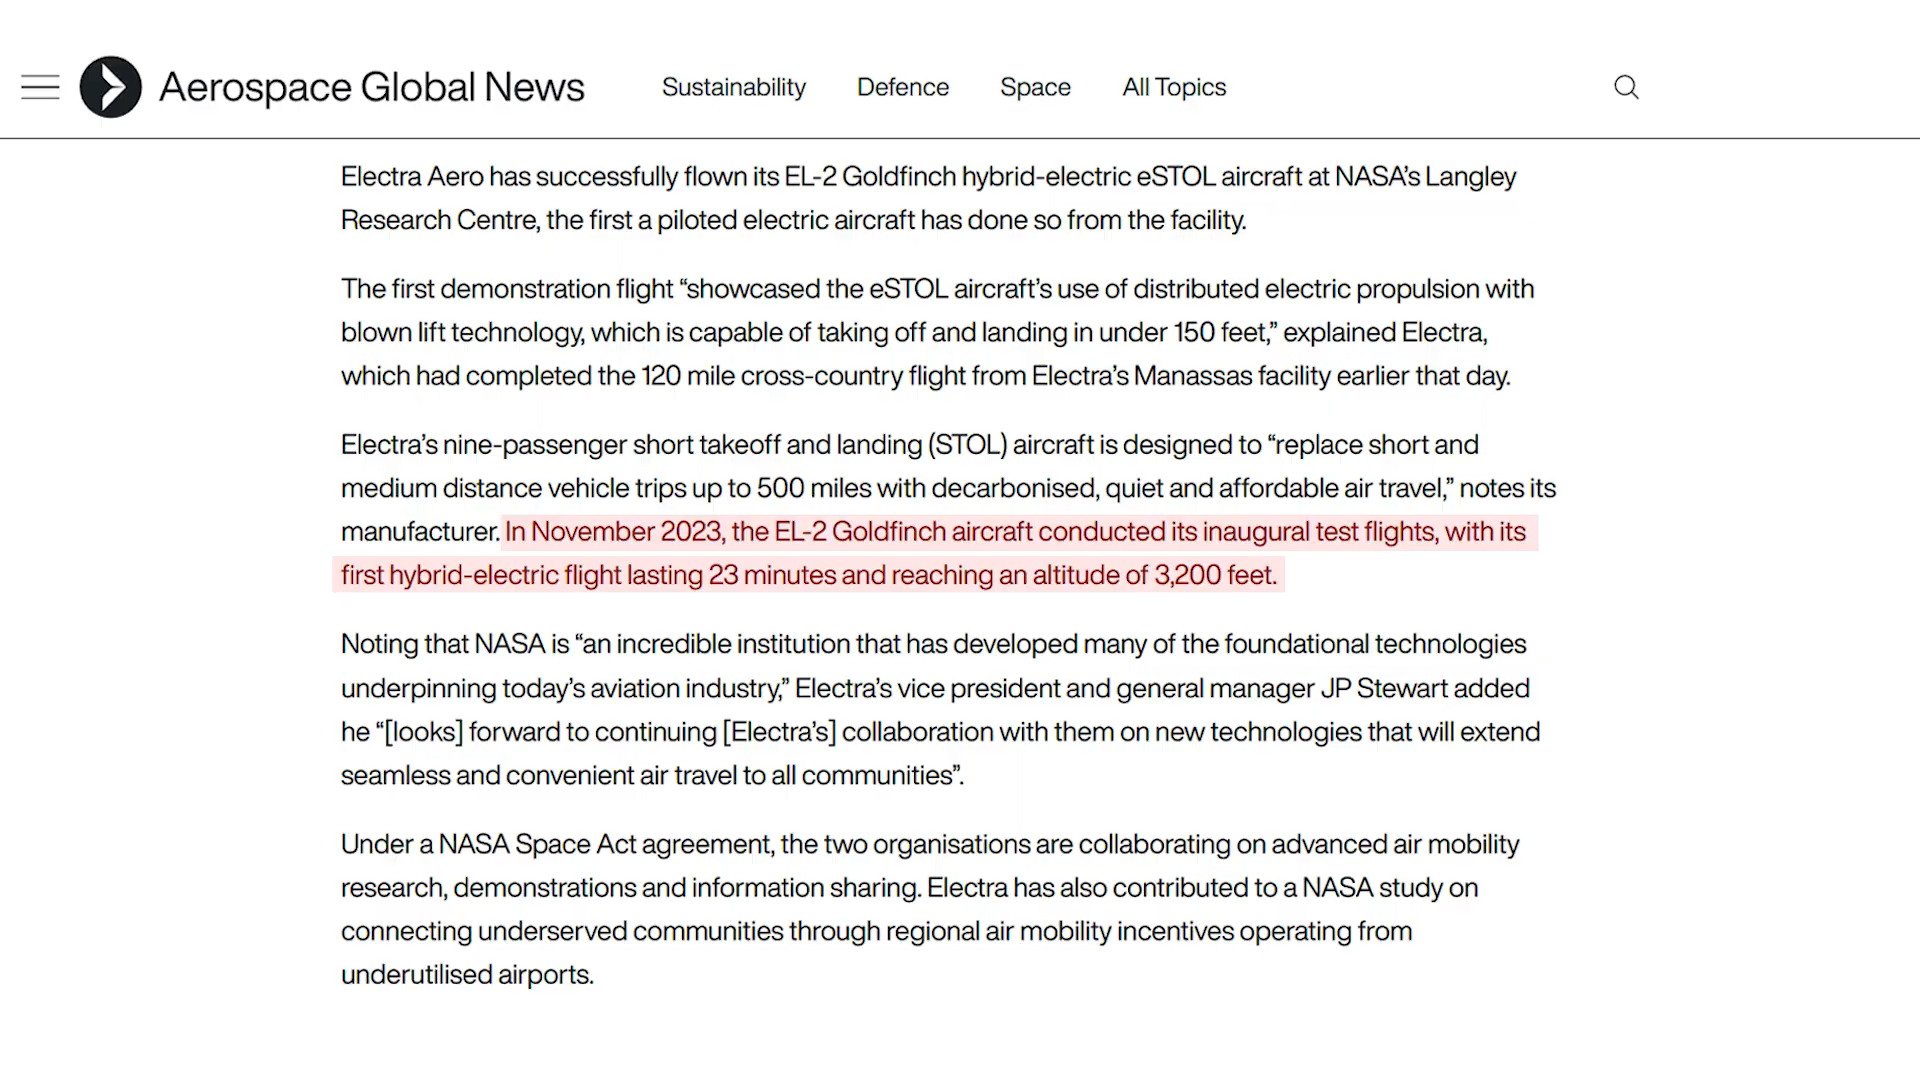 Aerospace Global News
Sustainability
Defence
Space
All Topics
Electra Aero has successfully flown its EL-2 Goldfinch hybrid-electric eSTOL aircraft at NASA’s Langley
Research Centre, the first a piloted electric aircraft has done so from the facility.
The first demonstration flight “showcased the eSTOL aircraft’s use of distributed electric propulsion with
blown lift technology, which is capable of taking off and landing in under 150 feet,” explained Electra,
which had completed the 120 mile cross-country flight from Electra’s Manassas facility earlier that day.
Electra’s nine-passenger short takeoff and landing (STOL) aircraft is designed to “replace short and
medium distance vehicle trips up to 500 miles with decarbonised, quiet and affordable air travel,” notes its
manufacturer. In November 2023, the EL-2 Goldfinch aircraft conducted its inaugural test flights, with its
first hybrid-electric flight lasting 23 minutes and reaching an altitude of 3,200 feet.
Noting that NASA is “an incredible institution that has developed many of the foundational technologies
underpinning today’s aviation industry,” Electra’s vice president and general manager JP Stewart added
he “[looks] forward to continuing [Electra’s] collaboration with them on new technologies that will extend
seamless and convenient air travel to all communities”.
Under a NASA Space Act agreement, the two organisations are collaborating on advanced air mobility
research, demonstrations and information sharing. Electra has also contributed to a NASA study on
connecting underserved communities through regional air mobility incentives operating from
underutilised airports.